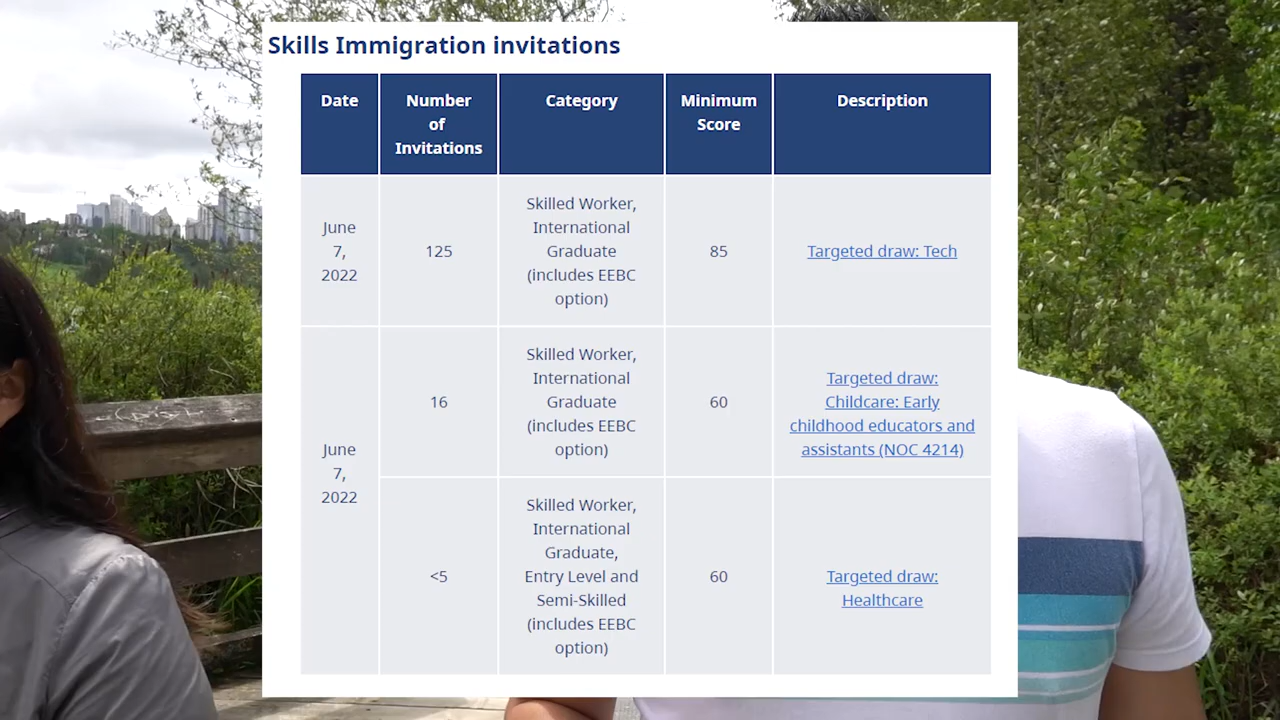 Skills Immigration invitations
Date
Number
of
Invitations
Category
Minimum
Score
Description
June
7,
2022
125
Skilled Worker,
International
Graduate
(includes EEBC
option)
85
Targeted draw: Tech
June
7,
2022
16
Skilled Worker,
International
Graduate
(includes EEBC
option)
60
Targeted draw:
Childcare: Early
childhood educators and
assistants (NOC 4214)
<5
Skilled Worker,
International
Graduate,
Entry Level and
Semi-Skilled
(includes EEBC
option)
60
Targeted draw:
Healthcare